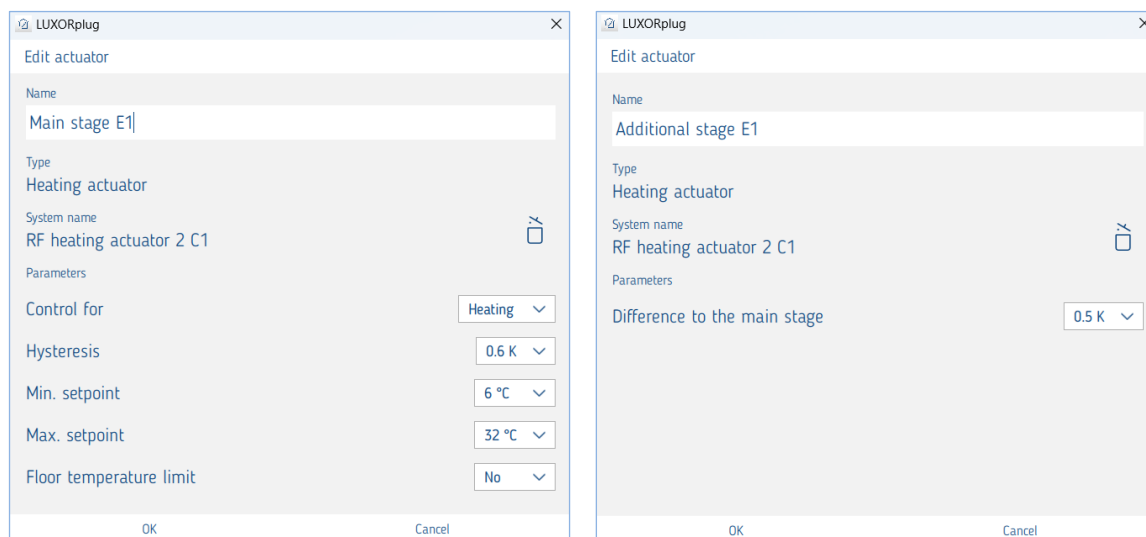 LUXORplug
Edit actuator
Name
Main stage E1
Type
Heating actuator
System name
RF heating actuator 2 C1
Parameters
Control for Heating
Hysteresis 0.6 K
Min. setpoint 6 °C
Max. setpoint 32 °C
Floor temperature limit No
OK Cancel
LUXORplug
Edit actuator
Name
Additional stage E1
Type
Heating actuator
System name
RF heating actuator 2 C1
Parameters
Difference to the main stage 0.5 K
OK Cancel